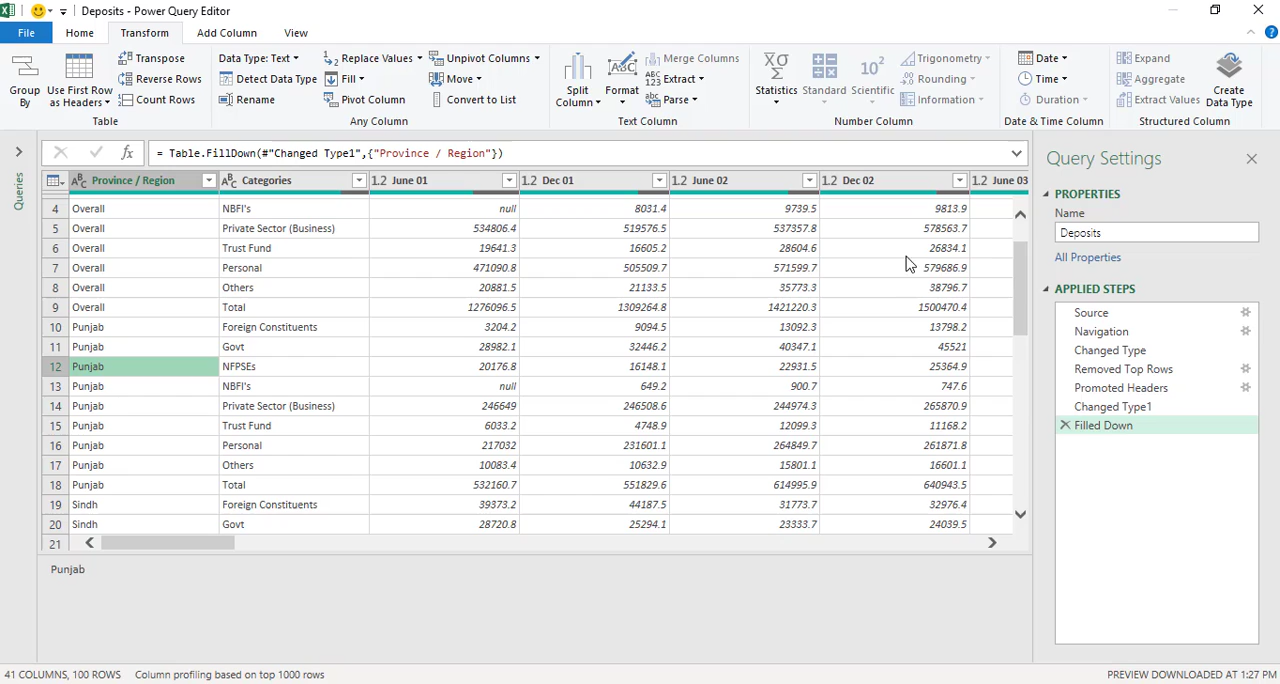 Deposits - Power Query Editor
File Home Transform Add Column View
Group By
Use First Row as Headers
Transpose
Reverse Rows
Count Rows
Table
Data Type: Text
Detect Data Type
Rename
Replace Values
Fill
Pivot Column
Unpivot Columns
Move
Convert to List
Any Column
Split Column
Format
Merge Columns
Extract
Parse
Text Column
Statistics
Standard
Scientific
Trigonometry
Rounding
Information
Number Column
Date
Time
Duration
Date & Time Column
Expand
Aggregate
Extract Values
Create Data Type
Structured Column
= Table.FillDown(#"Changed Type1",{"Province / Region"})
Queries
Province / Region Categories 1.2 June 01 1.2 Dec 01 1.2 June 02 1.2 Dec 02 1.2 June 03
4 Overall NBFI's null 8031.4 9739.5 9813.9
5 Overall Private Sector (Business) 534806.4 519576.5 537357.8 578563.7
6 Overall Trust Fund 19641.3 16605.2 28604.6 26834.1
7 Overall Personal 471090.8 505509.7 571599.7 579686.9
8 Overall Others 20881.5 21133.5 35773.3 38796.7
9 Overall Total 1276096.5 1309264.8 1421220.3 1500470.4
10 Punjab Foreign Constituents 3204.2 9094.5 13092.3 13798.2
11 Punjab Govt 28982.1 32446.2 40347.1 45521
12 Punjab NFPSEs 20176.8 16148.1 22931.5 25364.9
13 Punjab NBFI's null 649.2 900.7 747.6
14 Punjab Private Sector (Business) 246649 246508.6 244974.3 265870.9
15 Punjab Trust Fund 6033.2 4748.9 12099.3 11168.2
16 Punjab Personal 217032 231601.1 264849.7 261871.8
17 Punjab Others 10083.4 10632.9 15801.1 16601.1
18 Punjab Total 532160.7 551829.6 614995.9 640943.5
19 Sindh Foreign Constituents 39373.2 44187.5 31773.7 32976.4
20 Sindh Govt 28720.8 25294.1 23333.7 24039.5
21
Punjab
Query Settings
PROPERTIES
Name
Deposits
All Properties
APPLIED STEPS
Source
Navigation
Changed Type
Removed Top Rows
Promoted Headers
Changed Type1
Filled Down
41 COLUMNS, 100 ROWS Column profiling based on top 1000 rows PREVIEW DOWNLOADED AT 1:27 PM